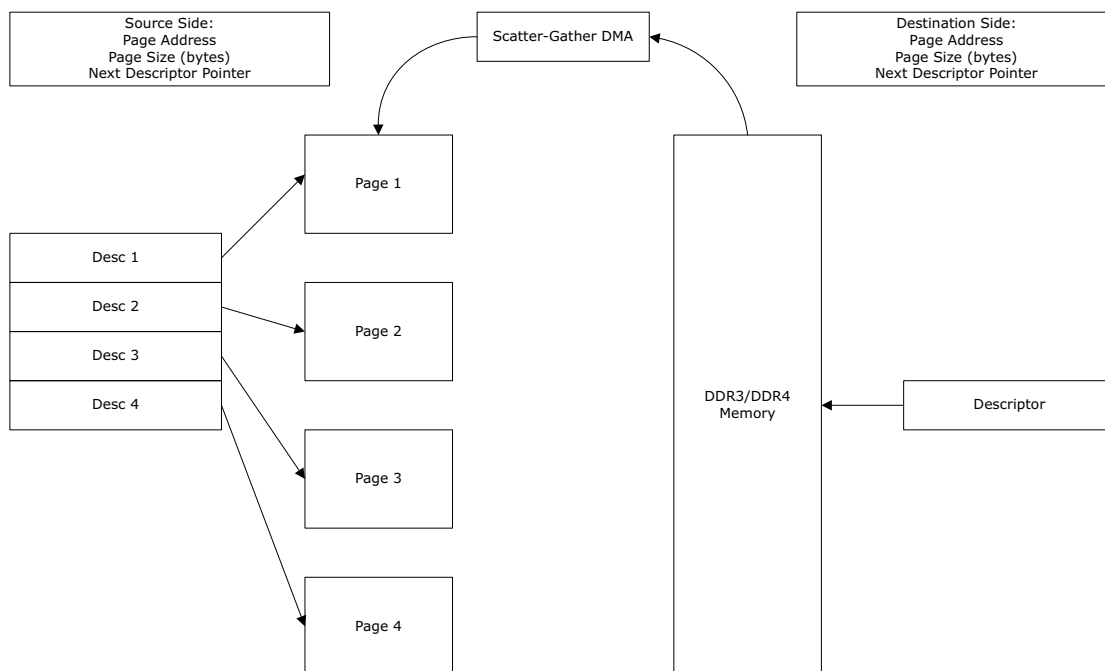 Source Side:
Page Address
Page Size (bytes)
Next Descriptor Pointer
Scatter-Gather DMA
Destination Side:
Page Address
Page Size (bytes)
Next Descriptor Pointer
Page 1
Desc 1
Desc 2
Desc 3
Desc 4
Page 2
Page 3
Page 4
DDR3/DDR4
Memory
Descriptor